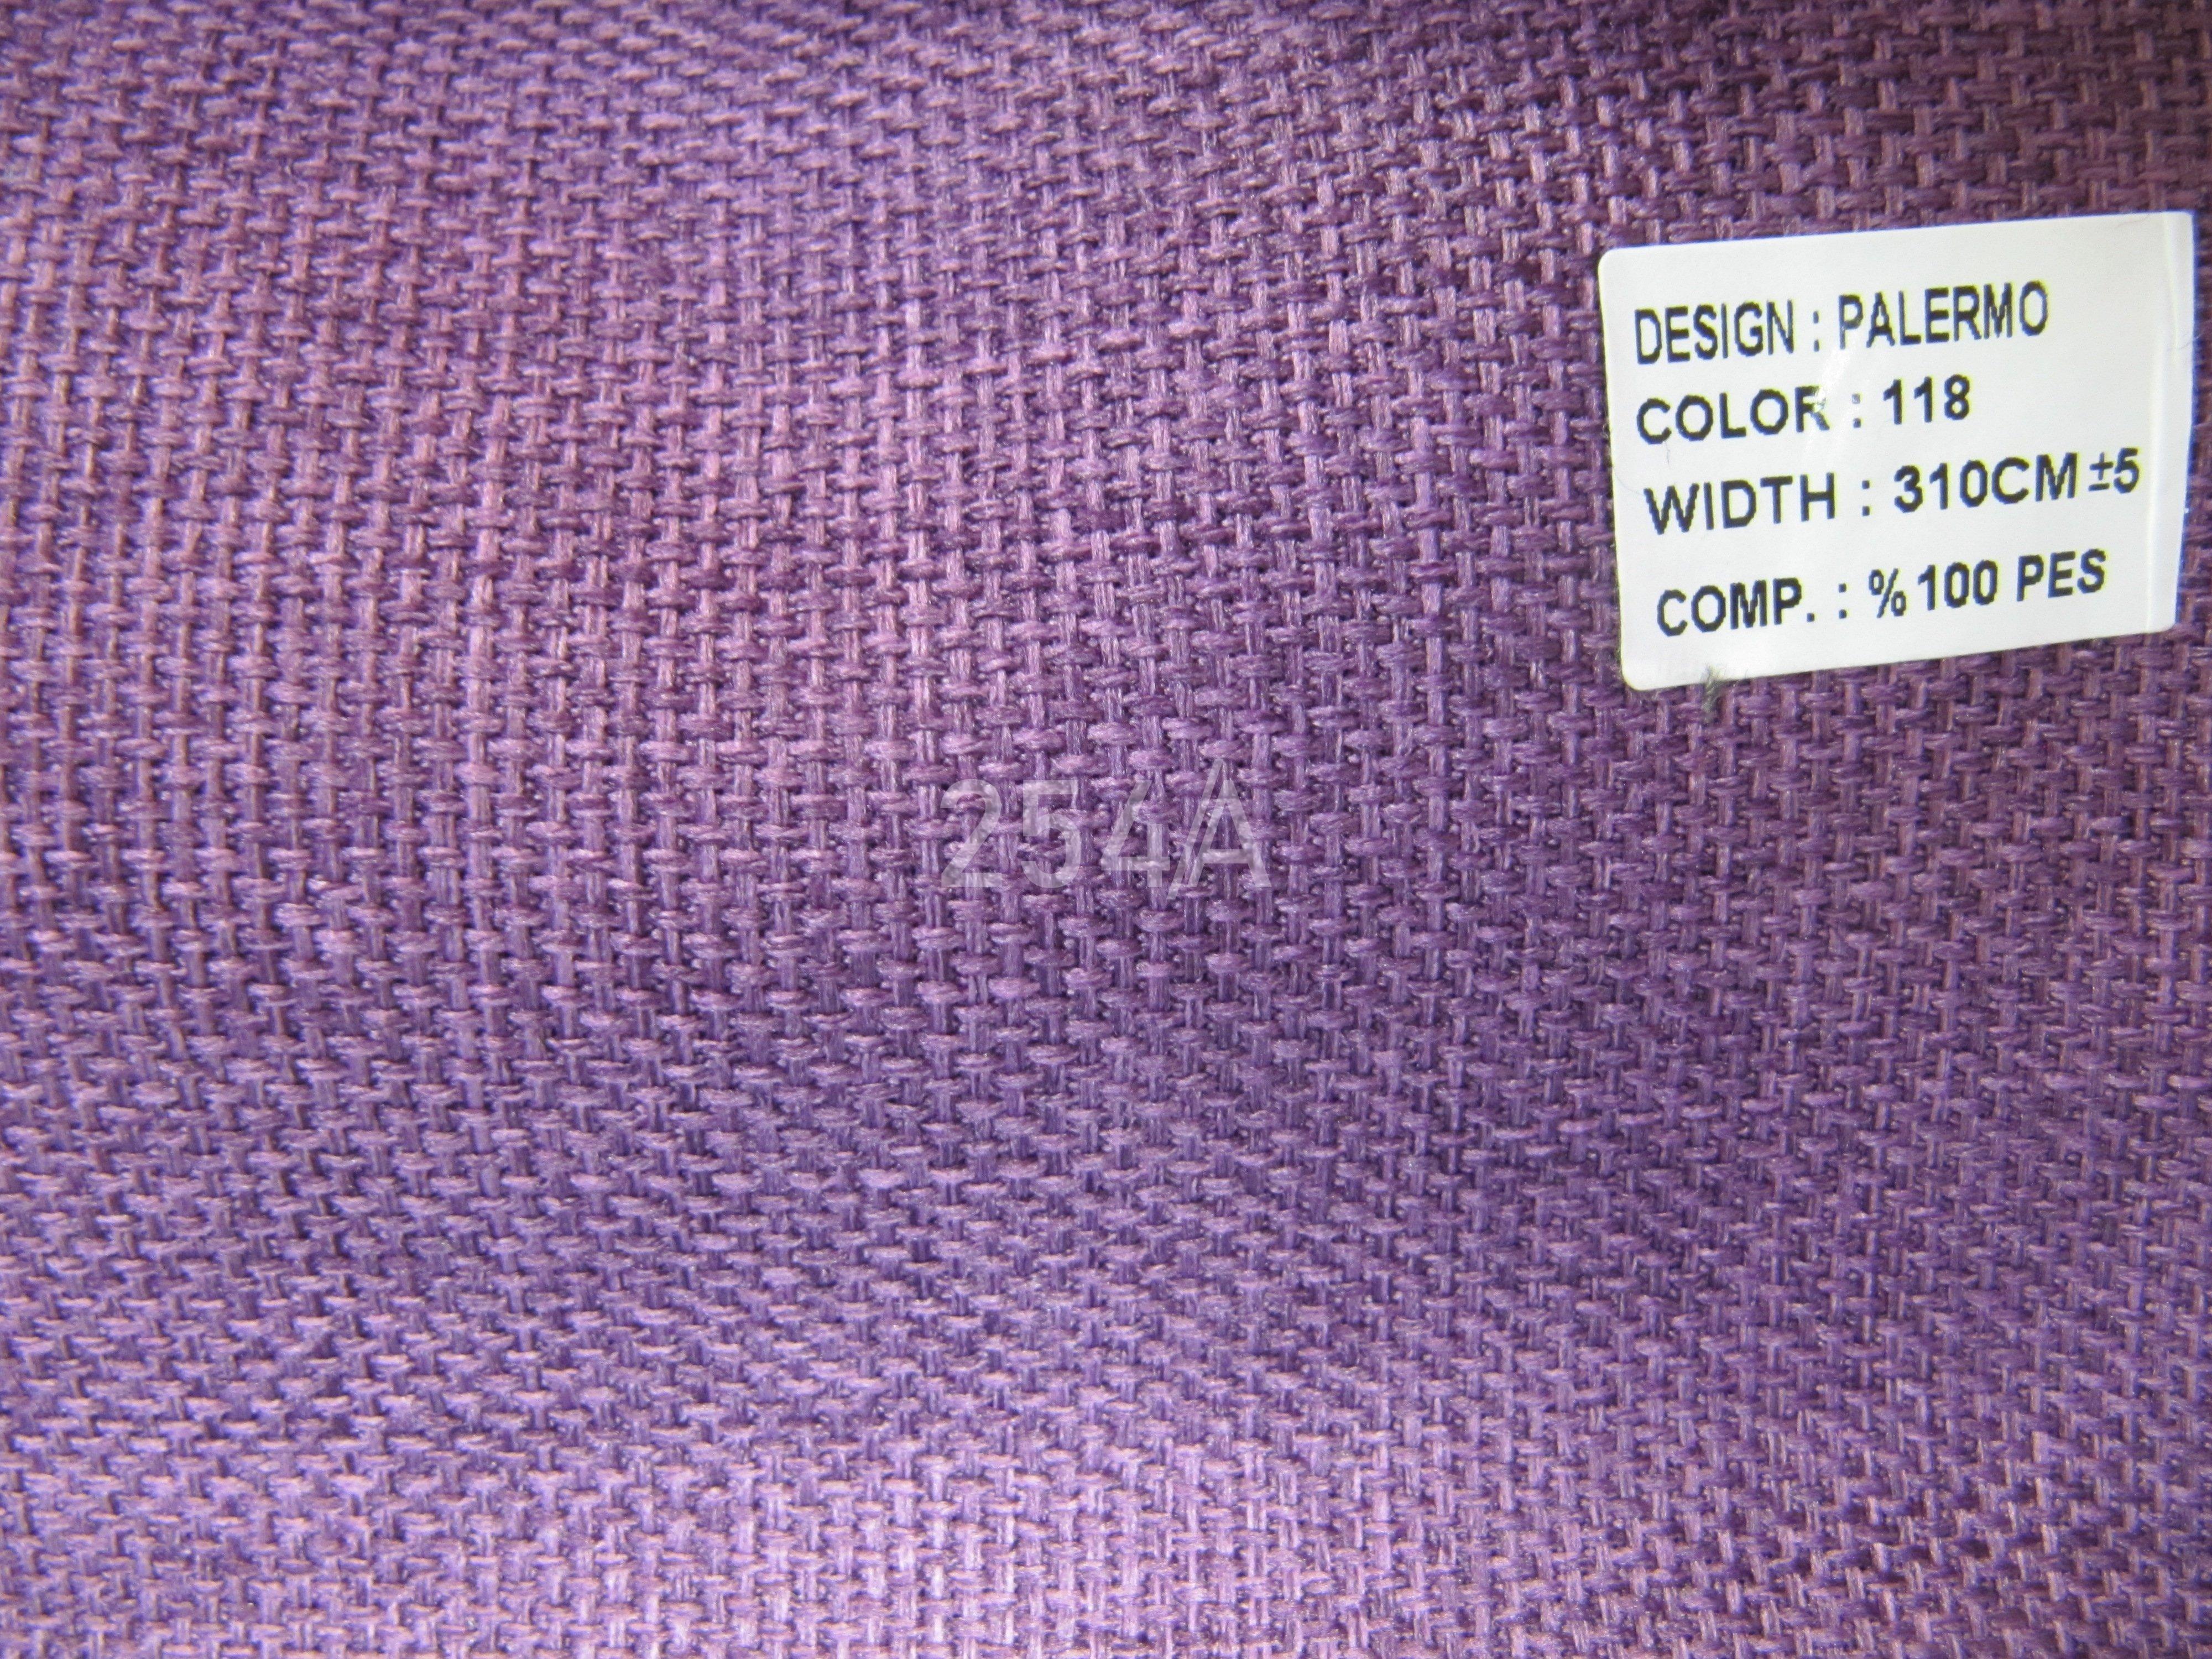 DESIGN : PALERMO
COLOR : 118
WIDTH : 310CM ±5
COMP. : %100 PES
254A